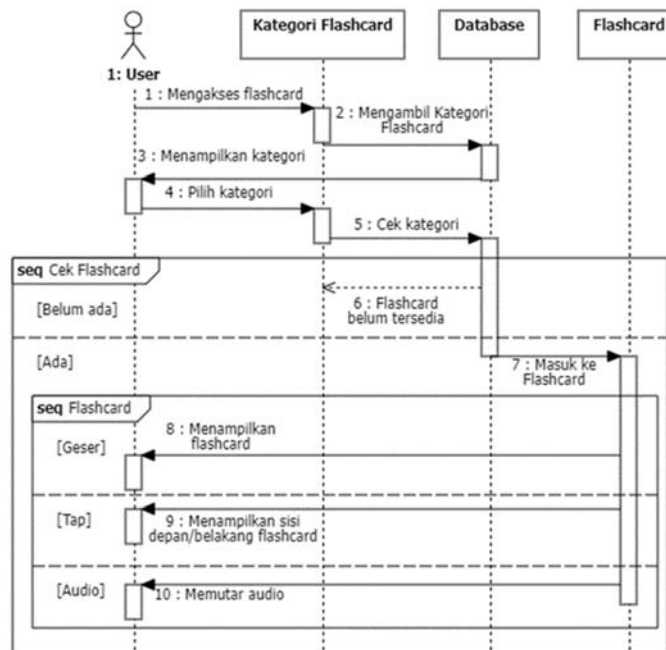 Kategori Flashcard
Database
Flashcard
1: User
1 : Mengakses flashcard
2 : Mengambil Kategori
Flashcard
3 : Menampilkan kategori
4 : Pilih kategori
5 : Cek kategori
seq Cek Flashcard
[Belum ada]
6 : Flashcard
belum tersedia
[Ada]
7 : Masuk ke
Flashcard
seq Flashcard
[Geser]
8 : Menampilkan
flashcard
[Tap]
9 : Menampilkan sisi
depan/belakang flashcard
[Audio]
10 : Memutar audio